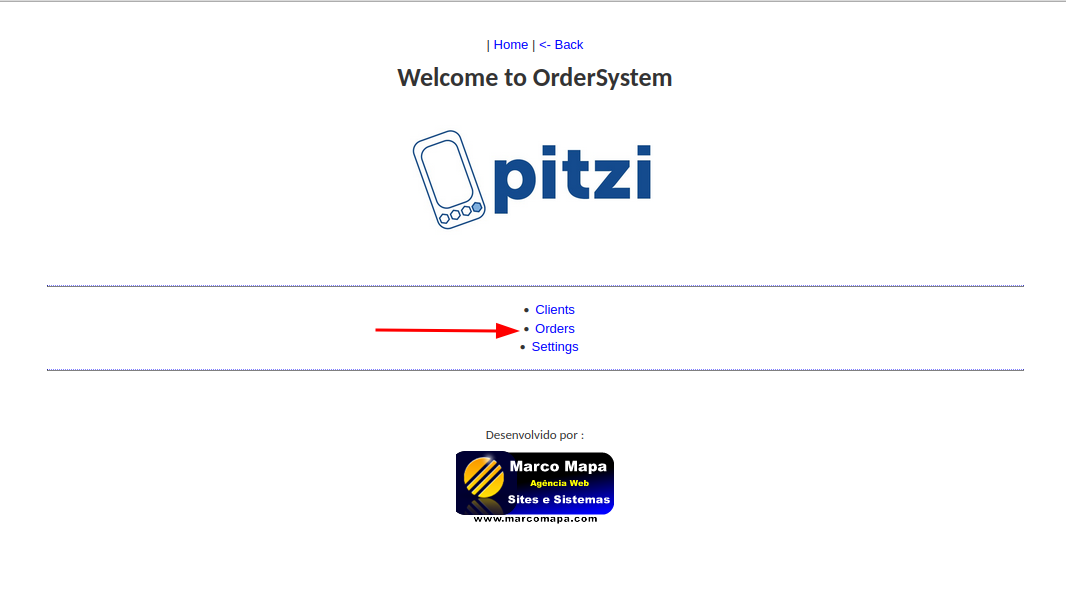 | Home | <- Back
Welcome to OrderSystem
pitzi
• Clients
• Orders
• Settings
Desenvolvido por :
Marco Mapa
Agência Web
Sites e Sistemas
www.marcomapa.com